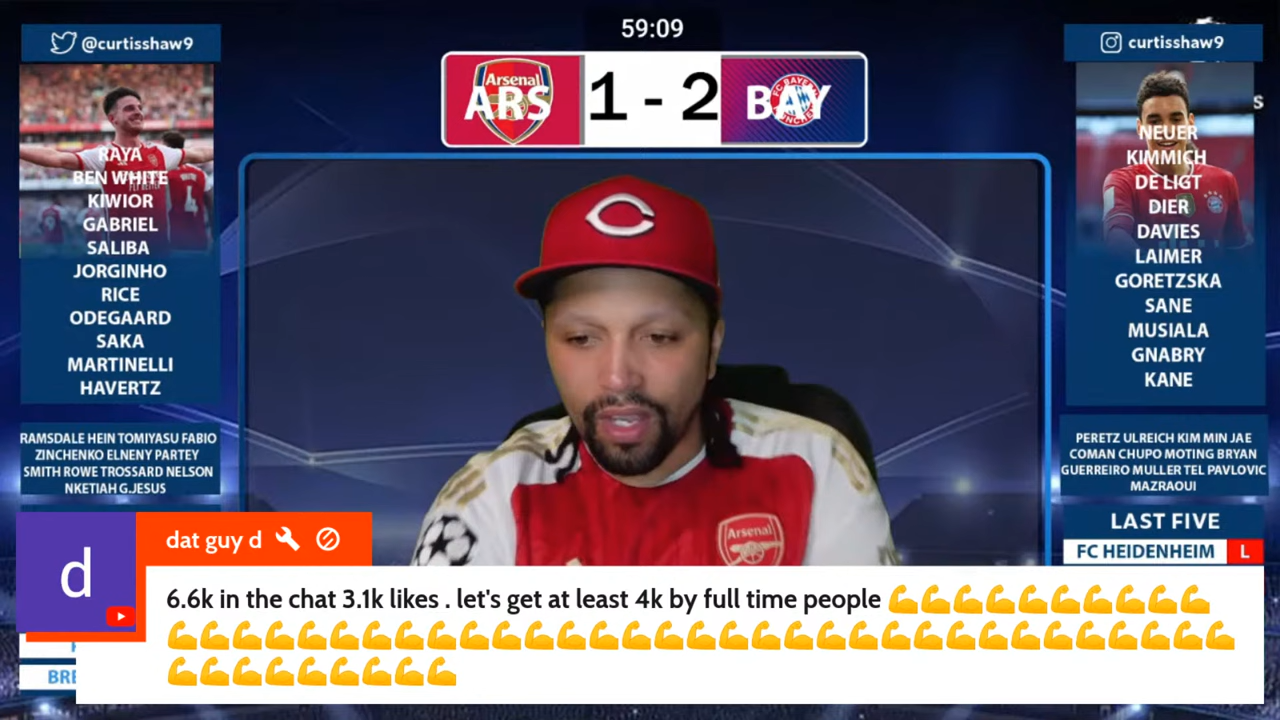 @curtisshaw9
59:09
curtisshaw9
Arsenal
ARS
1 - 2
BAY
RAYA
BEN WHITE
KIWIOR
GABRIEL
SALIBA
JORGINHO
RICE
ODEGAARD
SAKA
MARTINELLI
HAVERTZ
RAMSDALE HEIN TOMIYASU FABIO
ZINCHENKO ELNENY PARTEY
SMITH ROWE TROSSARD NELSON
NKETIAH G.JESUS
NEUER
KIMMICH
DE LIGT
DIER
DAVIES
LAIMER
GORETZSKA
SANE
MUSIALA
GNABRY
KANE
PERETZ ULREICH KIM MIN JAE
COMAN CHUPO MOTING BRYAN
GUERREIRO MULLER TEL PAVLOVIC
MAZRAOUI
LAST FIVE
FC HEIDENHEIM L
Arsenal
d
dat guy d
6.6k in the chat 3.1k likes . let's get at least 4k by full time people 💪💪💪💪💪💪💪💪💪💪
💪💪💪💪💪💪💪💪💪💪💪💪💪💪💪💪💪💪💪💪💪💪💪💪💪💪💪💪💪💪💪💪💪
💪💪💪💪💪💪💪💪💪
BRE